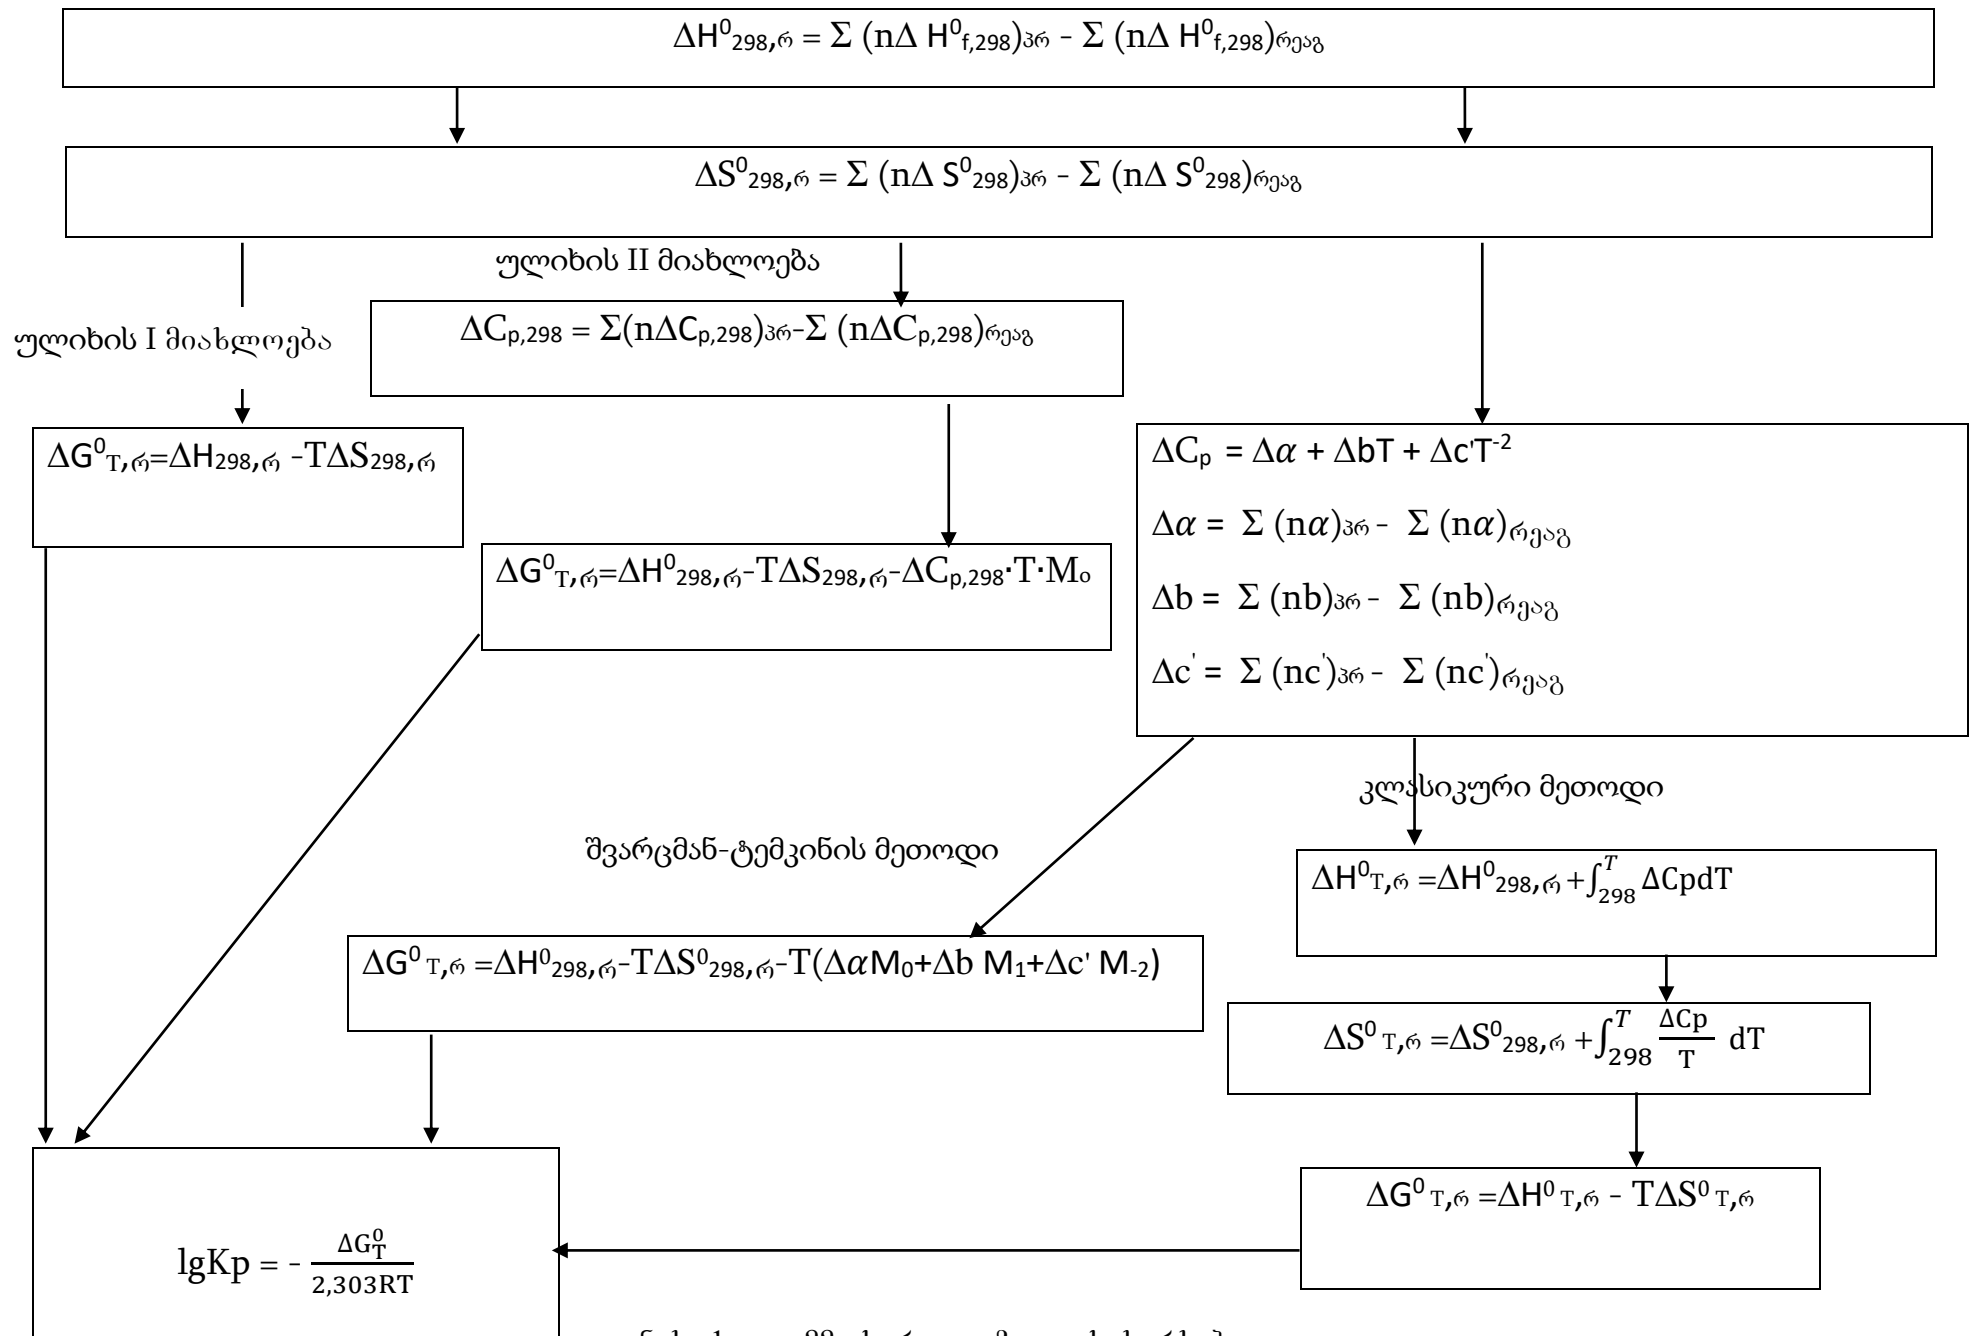 ΔH⁰₂₉₈,რ = Σ (nΔ H⁰f,298)პრ - Σ (nΔ H⁰f,298)რეაგ
ΔS⁰₂₉₈,რ = Σ (nΔ S⁰₂₉₈)პრ - Σ (nΔ S⁰₂₉₈)რეაგ
ულიხის II მიახლოება
ულიხის I მიახლოება
ΔCp,298 = Σ(nΔCp,298)პრ-Σ (nΔCp,298)რეაგ
ΔG⁰T,რ=ΔH₂₉₈,რ -TΔS₂₉₈,რ
ΔG⁰T,რ=ΔH⁰₂₉₈,რ-TΔS₂₉₈,რ-ΔCp,298·T·Mₒ
ΔCp = Δα + ΔbT + Δc'T⁻²
Δα = Σ (nα)პრ - Σ (nα)რეაგ
Δb = Σ (nb)პრ - Σ (nb)რეაგ
Δc' = Σ (nc')პრ - Σ (nc')რეაგ
კლასიკური მეთოდი
შვარცმან-ტემკინის მეთოდი
ΔH⁰T,რ =ΔH⁰₂₉₈,რ +∫₂₉₈ᵀ ΔCpdT
ΔG⁰ T,რ =ΔH⁰₂₉₈,რ-TΔS⁰₂₉₈,რ-T(ΔαM₀+Δb M₁+Δc' M₋₂)
ΔS⁰ T,რ =ΔS⁰₂₉₈,რ +∫₂₉₈ᵀ ΔCp/T dT
ΔG⁰ T,რ =ΔH⁰ T,რ - TΔS⁰ T,რ
lgKp = - ΔG⁰T/2,303RT